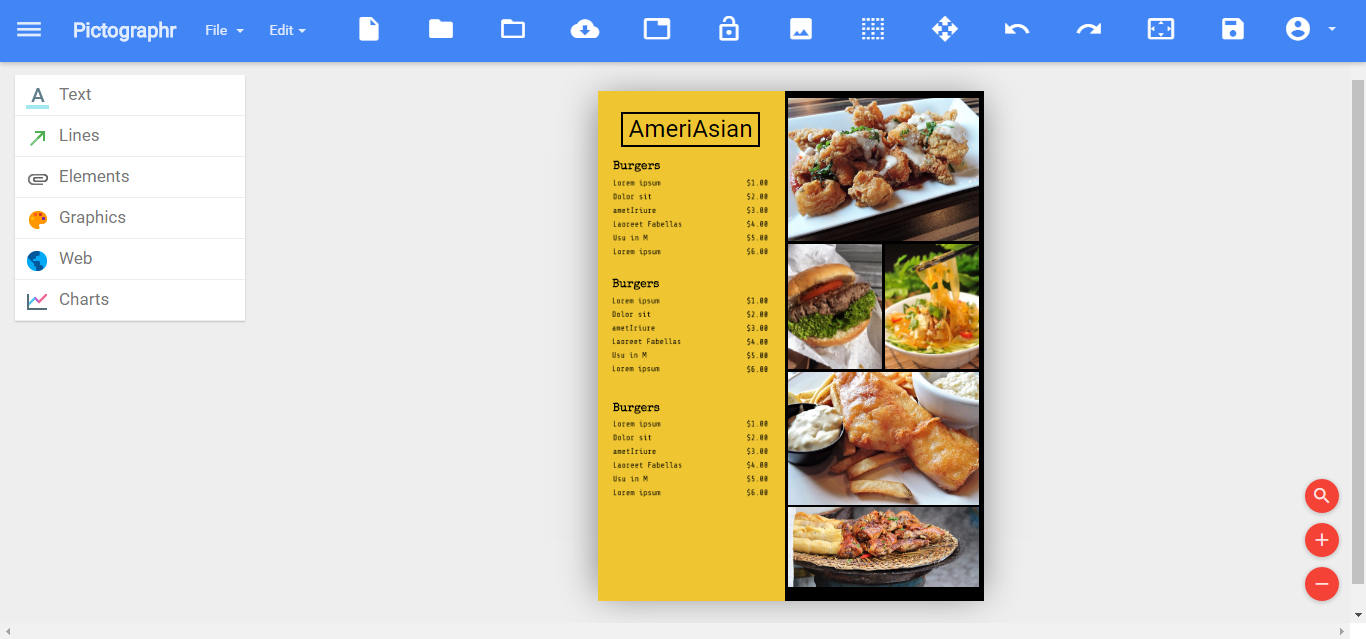 Pictographr File Edit
A Text
Lines
Elements
Graphics
Web
Charts
AmeriAsian
Burgers
Lorem ipsum $1.00
Dolor sit $2.00
ametIriure $3.00
Laoreet Fabellas $4.00
Usu in M $5.00
Lorem ipsum $6.00
Burgers
Lorem ipsum $1.00
Dolor sit $2.00
ametIriure $3.00
Laoreet Fabellas $4.00
Usu in M $5.00
Lorem ipsum $6.00
Burgers
Lorem ipsum $1.00
Dolor sit $2.00
ametIriure $3.00
Laoreet Fabellas $4.00
Usu in M $5.00
Lorem ipsum $6.00